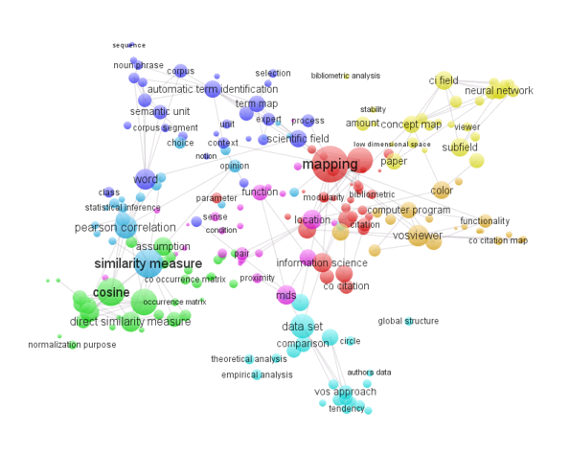 sequence
noun phrase
corpus
selection
bibliometric analysis
ci field
automatic term identification
neural network
term map
semantic unit
stability
expert
process
amount
concept map
viewer
unit
corpus segment
scientific field
choice
context
low dimensional space
subfield
notion
mapping
paper
opinion
word
class
function
color
parameter
modularity
bibliometric
statistical inference
computer program
sense
location
functionality
pearson correlation
citation
condition
vosviewer
co citation map
assumption
pair
similarity measure
information science
co occurrence matrix
proximity
co citation
cosine
mds
occurrence matrix
direct similarity measure
data set
global structure
normalization purpose
comparison
circle
theoretical analysis
empirical analysis
authors data
vos approach
tendency